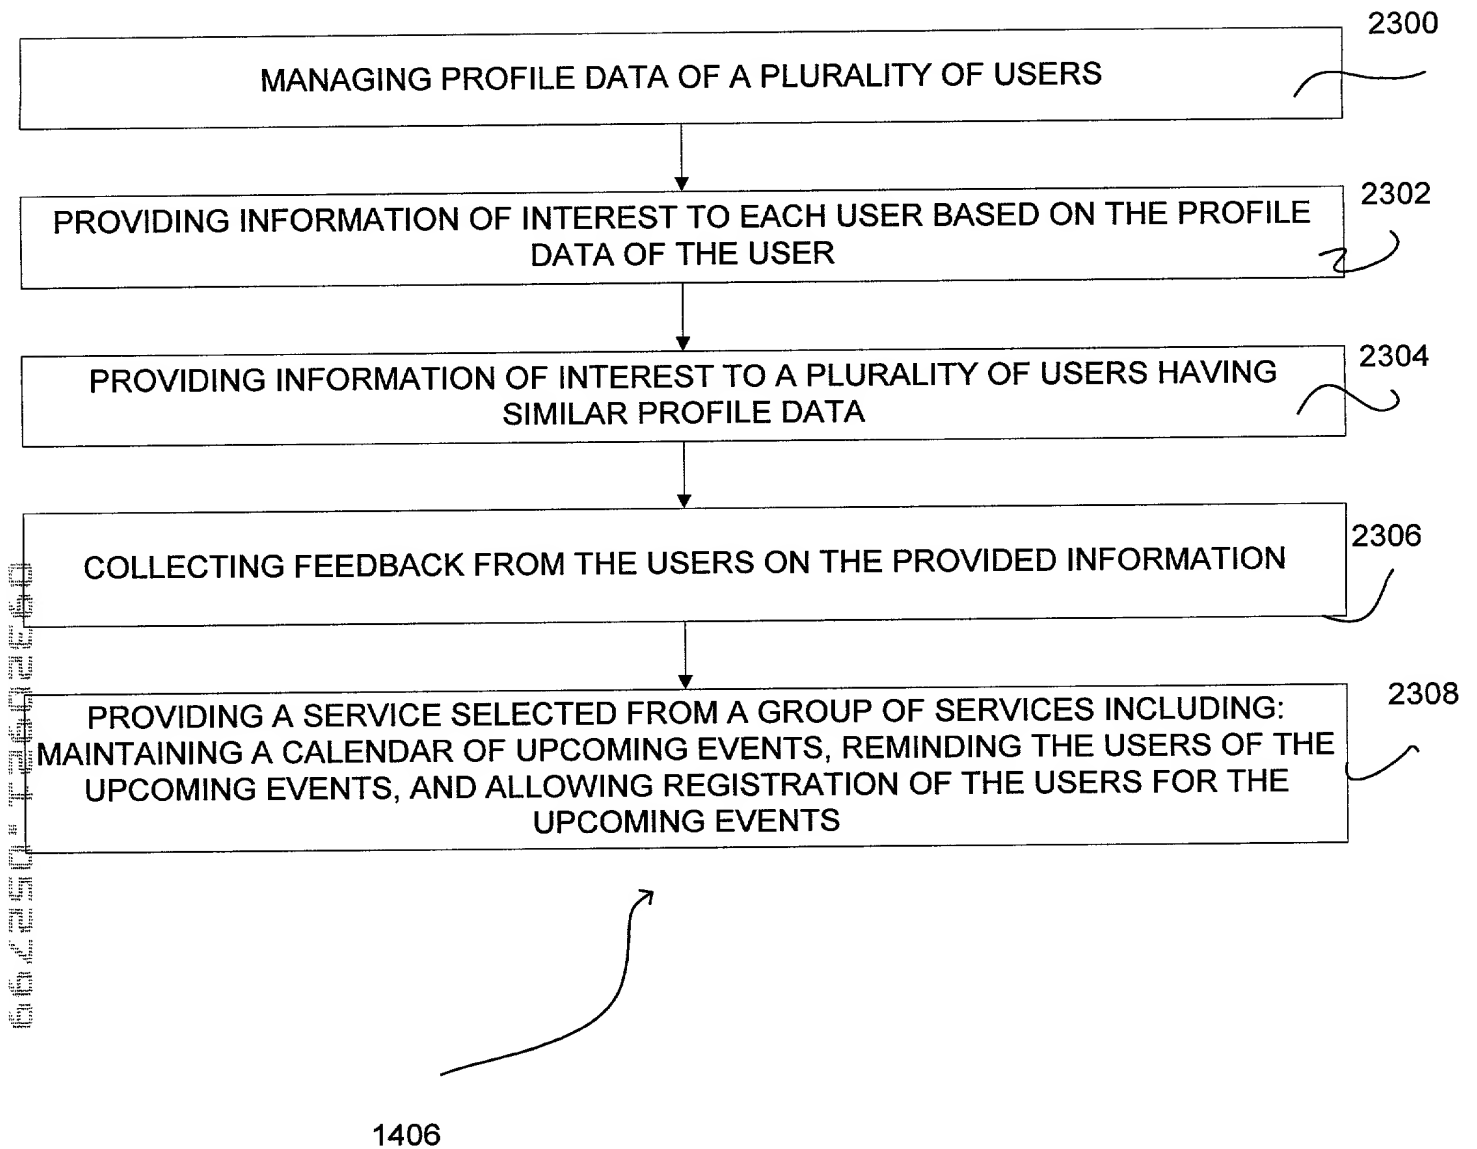 2300
MANAGING PROFILE DATA OF A PLURALITY OF USERS
2302
PROVIDING INFORMATION OF INTEREST TO EACH USER BASED ON THE PROFILE
DATA OF THE USER
2304
PROVIDING INFORMATION OF INTEREST TO A PLURALITY OF USERS HAVING
SIMILAR PROFILE DATA
2306
COLLECTING FEEDBACK FROM THE USERS ON THE PROVIDED INFORMATION
2308
PROVIDING A SERVICE SELECTED FROM A GROUP OF SERVICES INCLUDING:
MAINTAINING A CALENDAR OF UPCOMING EVENTS, REMINDING THE USERS OF THE
UPCOMING EVENTS, AND ALLOWING REGISTRATION OF THE USERS FOR THE
UPCOMING EVENTS
1406